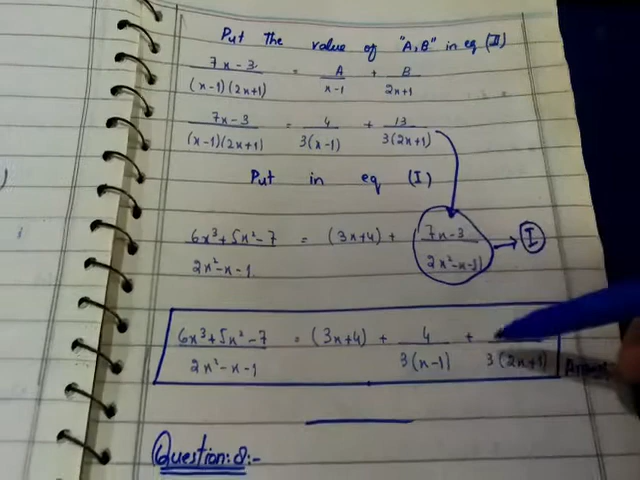 Put the value of "A,B" in eq (II)
7x-3 / (x-1)(2x+1) = A / x-1 + B / 2x+1
7x-3 / (x-1)(2x+1) = 4 / 3(x-1) + 13 / 3(2x+1)
Put in eq (I)
6x³+5x²-7 / 2x²-x-1 = (3x+4) + 7x-3 / 2x²-x-1 → I
6x³+5x²-7 / 2x²-x-1 = (3x+4) + 4 / 3(x-1) + / 3(2x+1)
Question:8:-